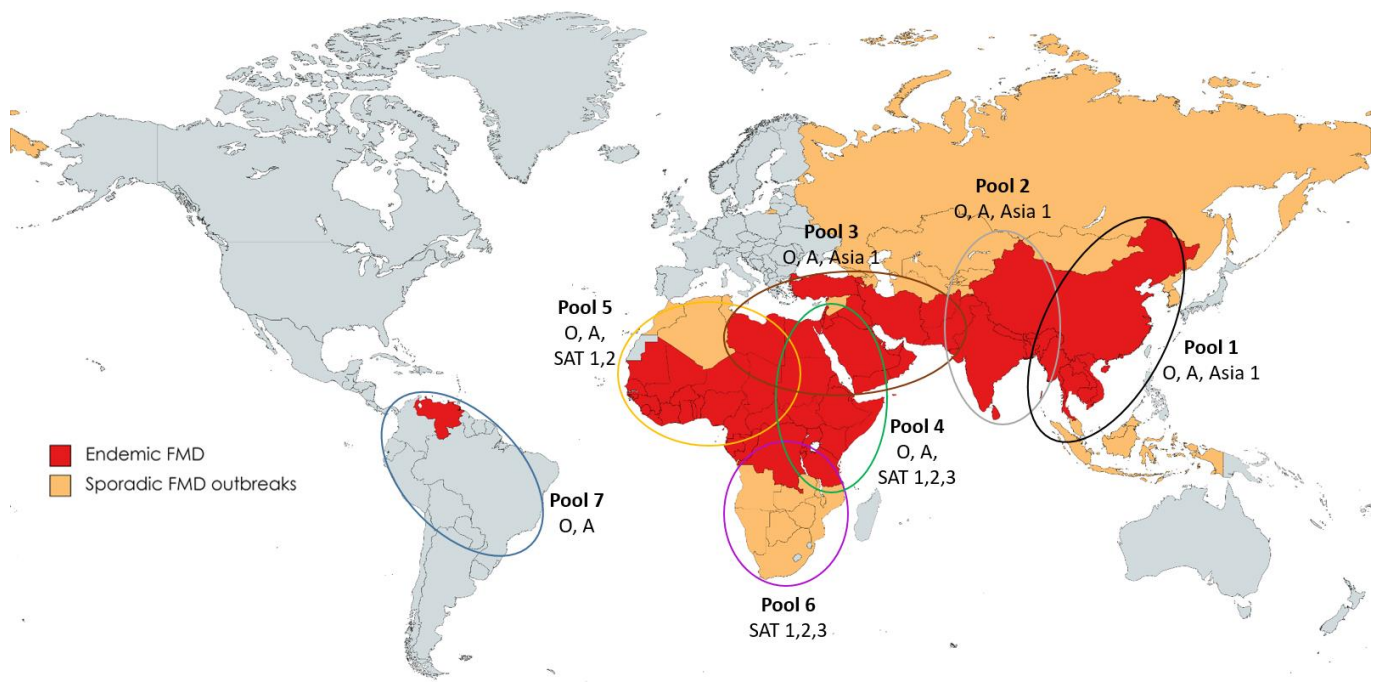 Pool 2
O, A, Asia 1
Pool 3
O, A, Asia 1
Pool 5
O, A,
SAT 1,2
Pool 1
O, A, Asia 1
Pool 4
O, A,
SAT 1,2,3
Endemic FMD
Sporadic FMD outbreaks
Pool 7
O, A
Pool 6
SAT 1,2,3